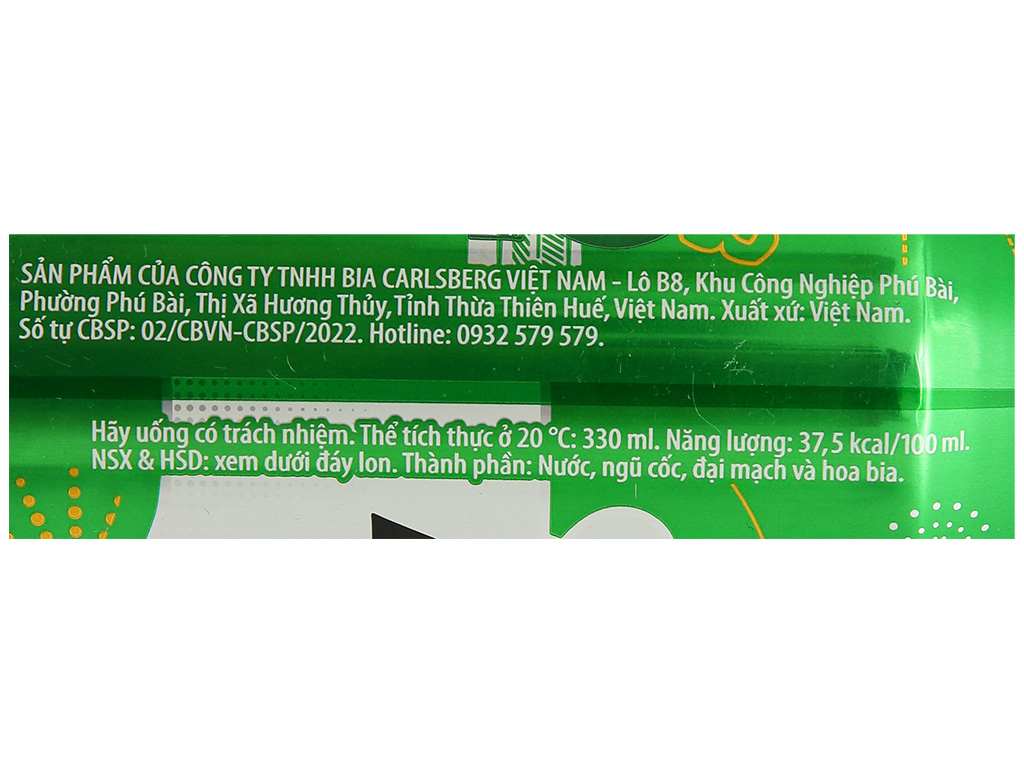 SẢN PHẨM CỦA CÔNG TY TNHH BIA CARLSBERG VIỆT NAM - Lô B8, Khu Công Nghiệp Phú Bài,
Phường Phú Bài, Thị Xã Hương Thủy, Tỉnh Thừa Thiên Huế, Việt Nam. Xuất xứ: Việt Nam.
Số tự CBSP: 02/CBVN-CBSP/2022. Hotline: 0932 579 579.
Hãy uống có trách nhiệm. Thể tích thực ở 20 °C: 330 ml. Năng lượng: 37,5 kcal/100 ml.
NSX & HSD: xem dưới đáy lon. Thành phần: Nước, ngũ cốc, đại mạch và hoa bia.